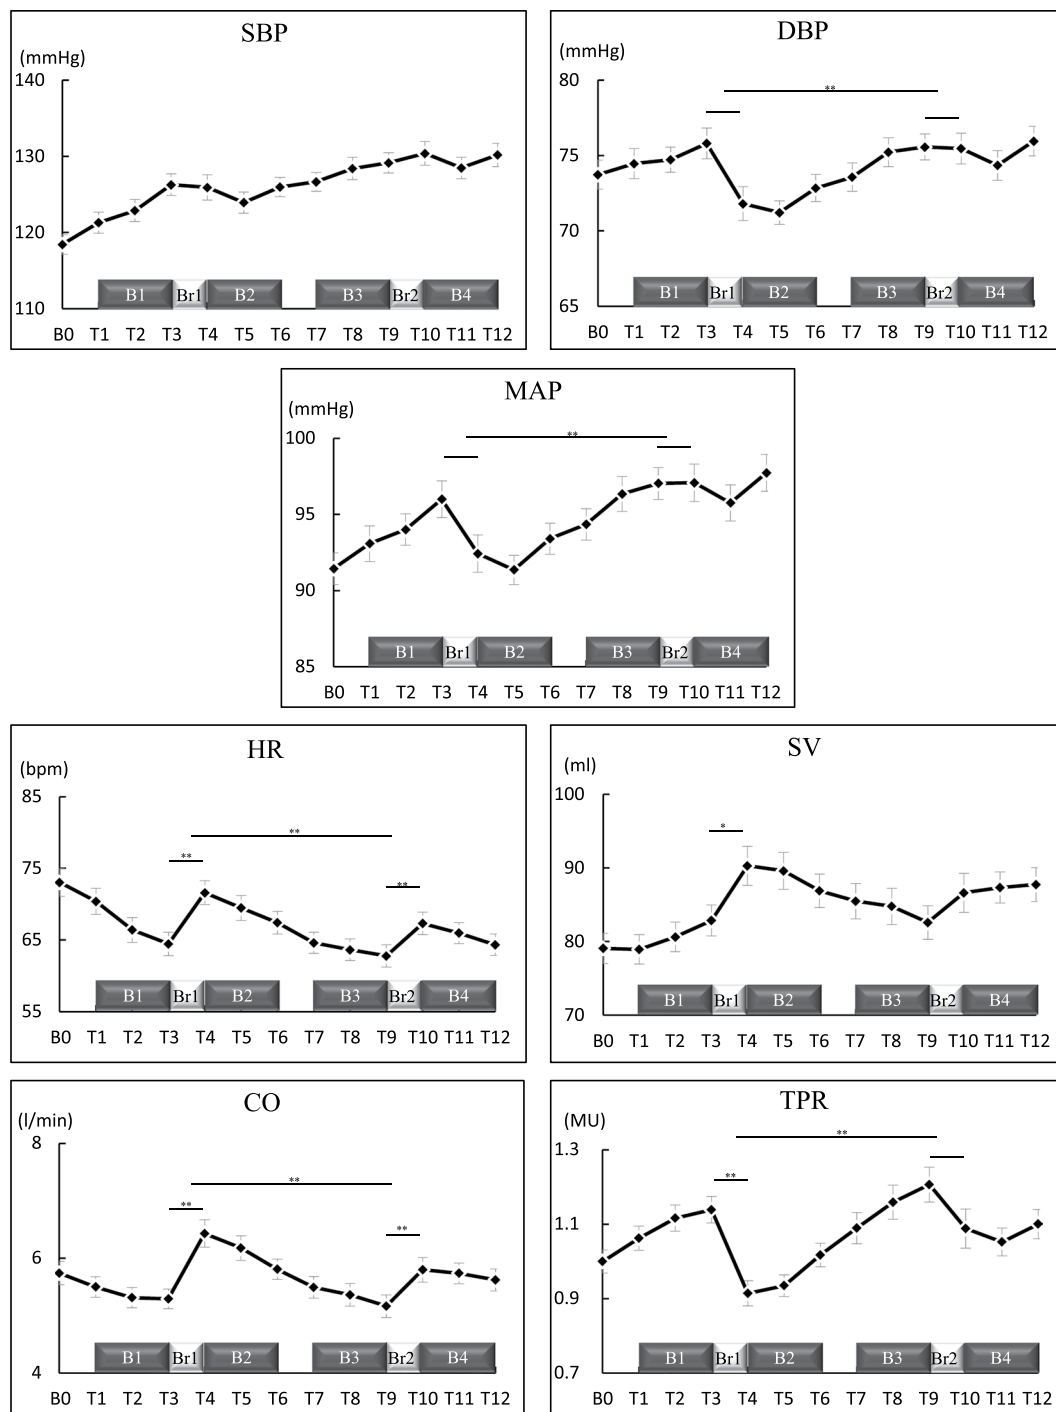 SBP
(mmHg)
140
130
120
110
B1 Br1 B2 B3 Br2 B4
B0 T1 T2 T3 T4 T5 T6 T7 T8 T9 T10 T11 T12
DBP
(mmHg)
80
**
75
70
65
B1 Br1 B2 B3 Br2 B4
B0 T1 T2 T3 T4 T5 T6 T7 T8 T9 T10 T11 T12
MAP
(mmHg)
100
**
95
90
85
B1 Br1 B2 B3 Br2 B4
B0 T1 T2 T3 T4 T5 T6 T7 T8 T9 T10 T11 T12
HR
(bpm)
85
**
** **
75
65
55
B1 Br1 B2 B3 Br2 B4
B0 T1 T2 T3 T4 T5 T6 T7 T8 T9 T10 T11 T12
SV
(ml)
100
*
90
80
70
B1 Br1 B2 B3 Br2 B4
B0 T1 T2 T3 T4 T5 T6 T7 T8 T9 T10 T11 T12
CO
(l/min)
8
**
** **
6
4
B1 Br1 B2 B3 Br2 B4
B0 T1 T2 T3 T4 T5 T6 T7 T8 T9 T10 T11 T12
TPR
(MU)
**
1.3
**
1.1
0.9
0.7
B1 Br1 B2 B3 Br2 B4
B0 T1 T2 T3 T4 T5 T6 T7 T8 T9 T10 T11 T12